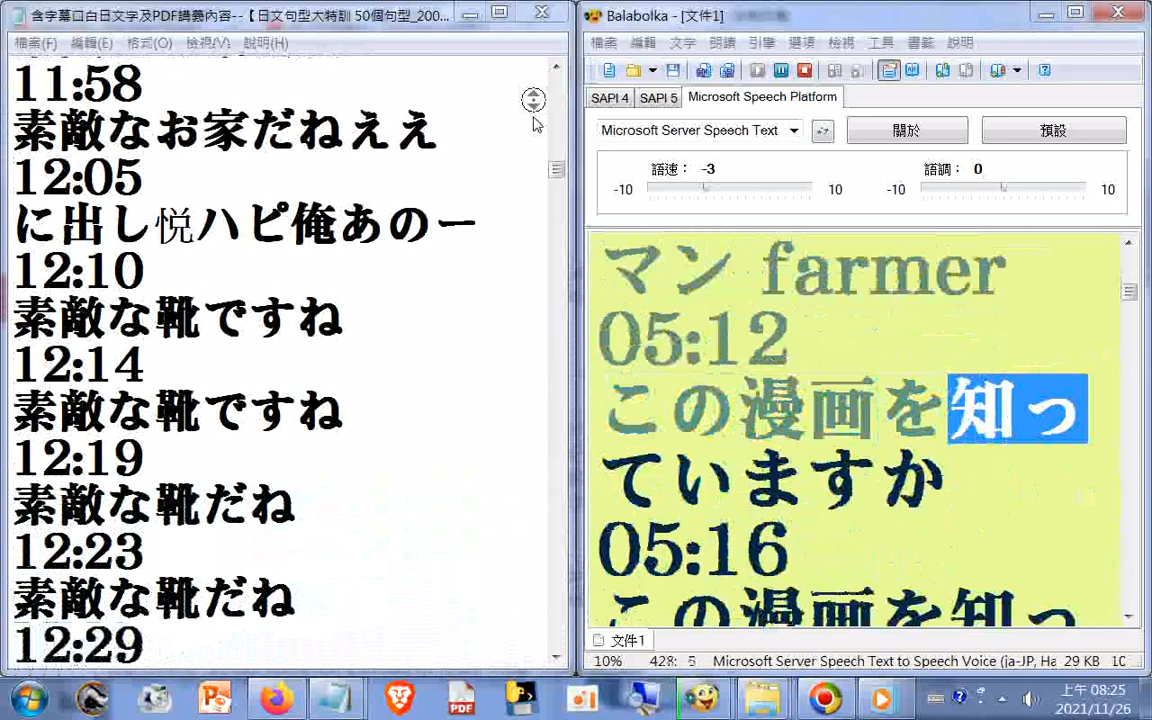 含字幕口白日文字及PDF講義內容--【日文句型大特訓 50個句型_200...
檔案(F) 編輯(E) 格式(O) 檢視(V) 說明(H)
11:58
素敵なお家だねええ
12:05
に出し悦ハピ俺あのー
12:10
素敵な靴ですね
12:14
素敵な靴ですね
12:19
素敵な靴だね
12:23
素敵な靴だね
12:29
Balabolka - [文件1]
檔案 編輯 文字 朗讀 引擎 選項 檢視 工具 書籤 說明
SAPI 4 SAPI 5 Microsoft Speech Platform
Microsoft Server Speech Text 關於 預設
語速： -3 語調： 0
-10 10 -10 10
マン farmer
05:12
この漫画を知っ
ていますか
05:16
この漫画を知っ
文件1
10% 428: 5 Microsoft Server Speech Text to Speech Voice (ja-JP, Ha 29 KB 10
上午 08:25
2021/11/26